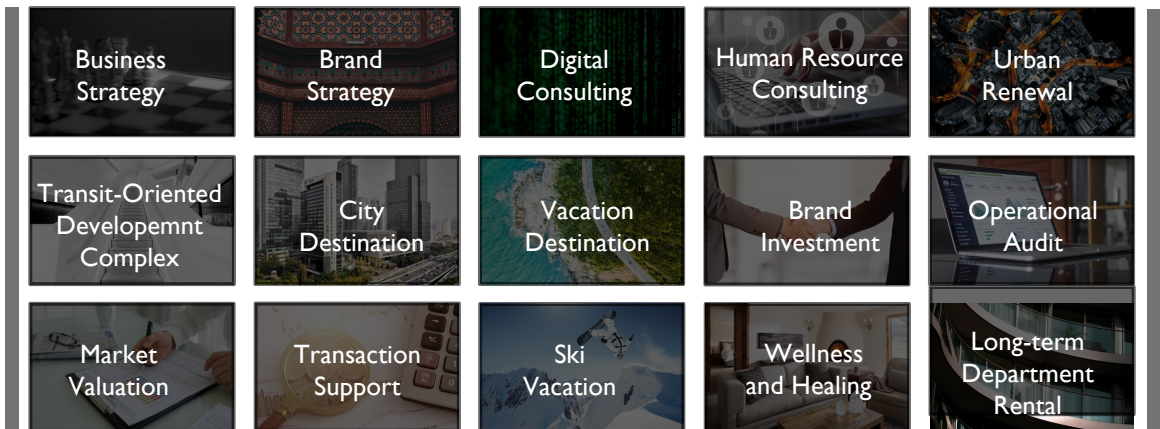 Business
Strategy
Brand
Strategy
Digital
Consulting
Human Resource
Consulting
Urban
Renewal
Transit-Oriented
Developemnt
Complex
City
Destination
Vacation
Destination
Brand
Investment
Operational
Audit
Market
Valuation
Transaction
Support
Ski
Vacation
Wellness
and Healing
Long-term
Department
Rental